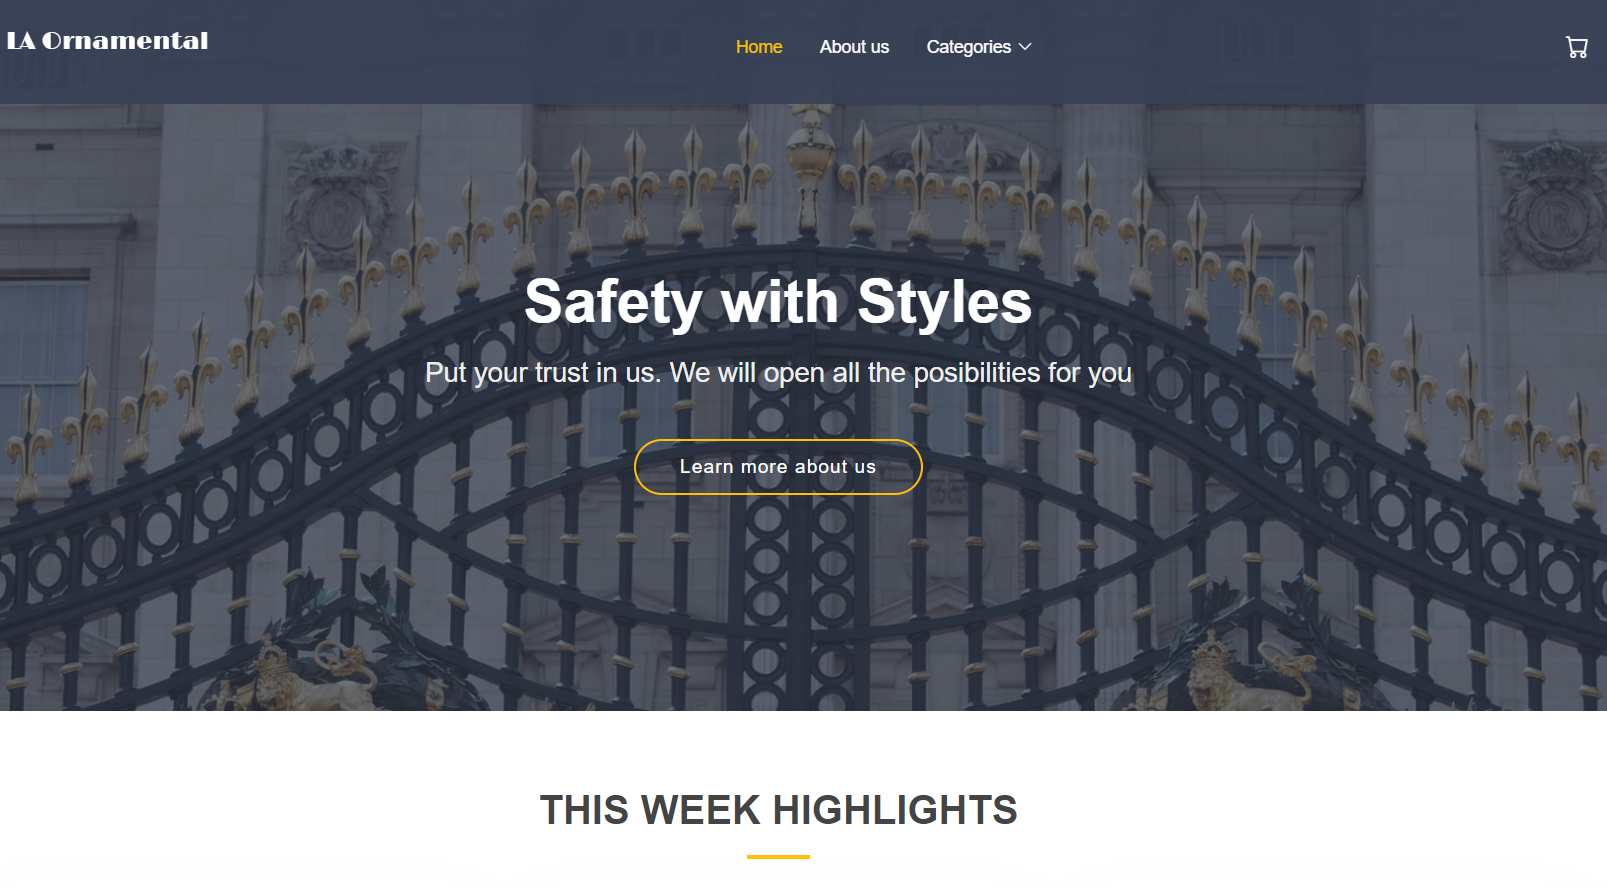 LA Ornamental
Home About us Categories
Safety with Styles
Put your trust in us. We will open all the posibilities for you
Learn more about us
THIS WEEK HIGHLIGHTS